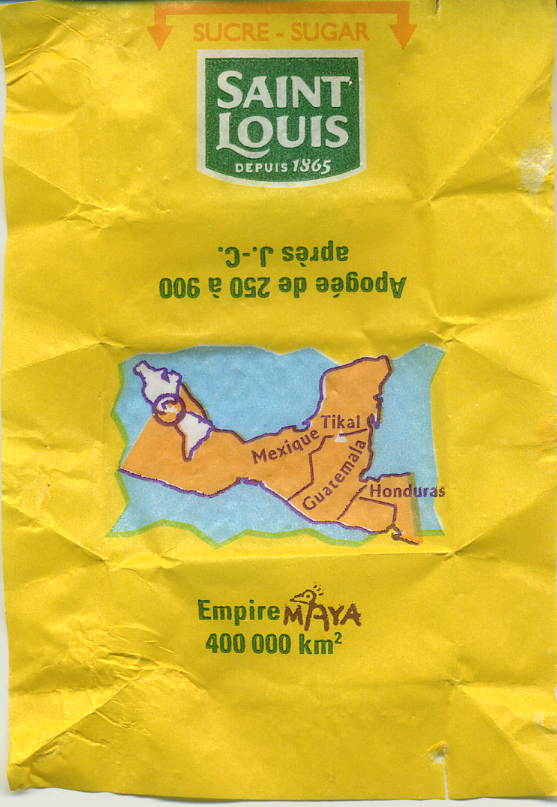 SUCRE - SUGAR
SAINT
LOUIS
DEPUIS 1865
Apogée de 250 à 900
après J.-C.
Mexique
Tikal
Guatemala
Honduras
Empire MAYA
400 000 km²